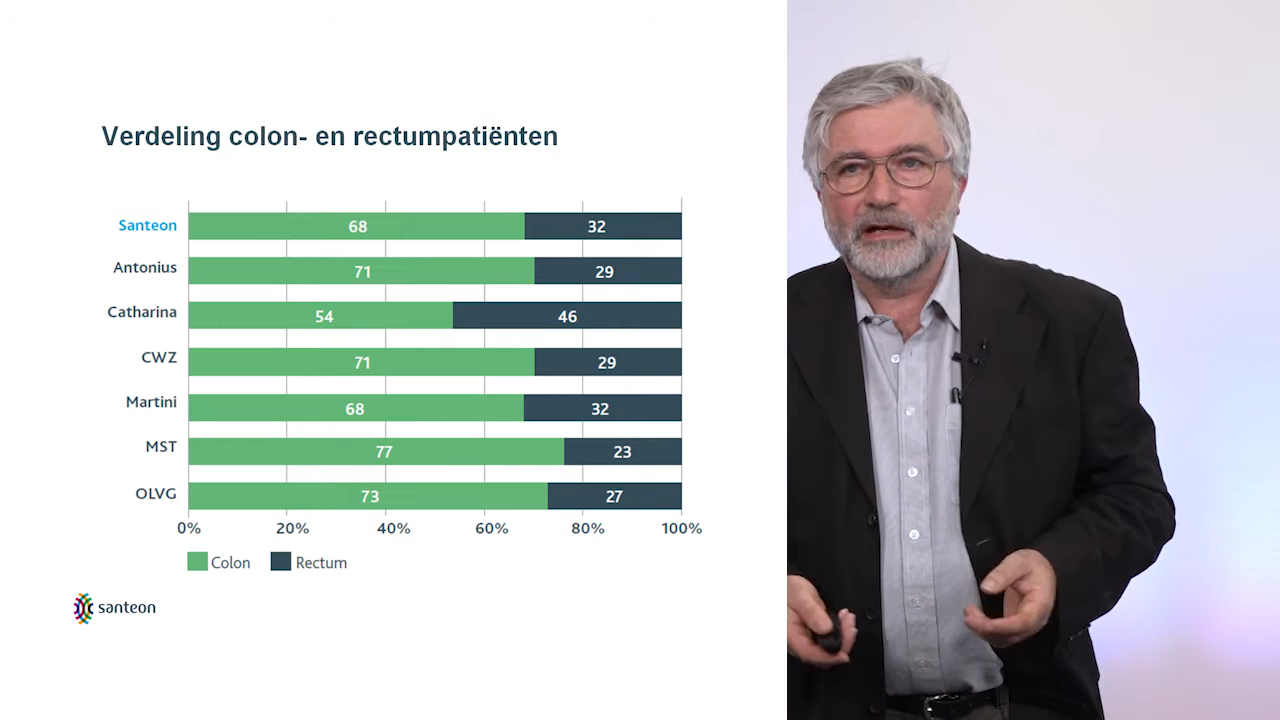 Verdeling colon- en rectumpatiënten
Santeon 68 32
Antonius 71 29
Catharina 54 46
CWZ 71 29
Martini 68 32
MST 77 23
OLVG 73 27
0% 20% 40% 60% 80% 100%
Colon Rectum
santeon